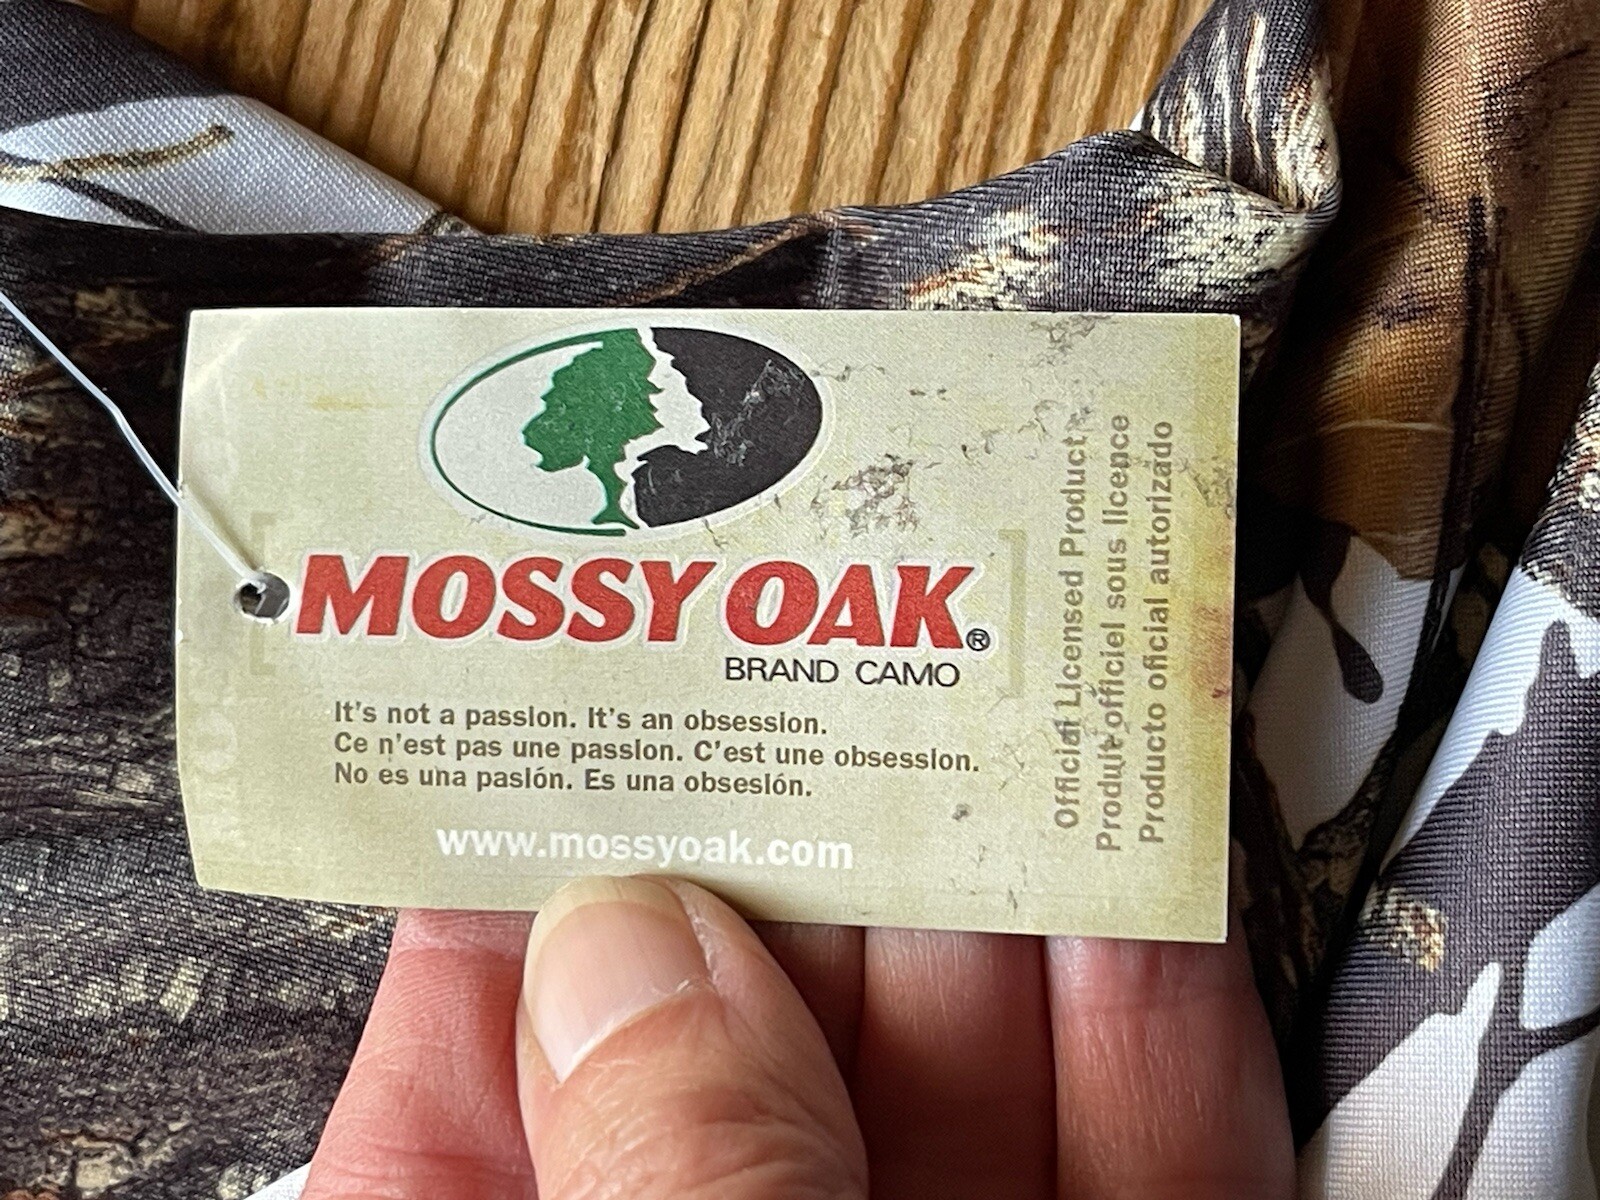 MOSSY OAK®
BRAND CAMO
It's not a passion. It's an obsession.
Ce n'est pas une passion. C'est une obsession.
No es una pasión. Es una obsesión.
www.mossyoak.com
Official Licensed Product
Produit officiel sous licence
Producto oficial autorizado